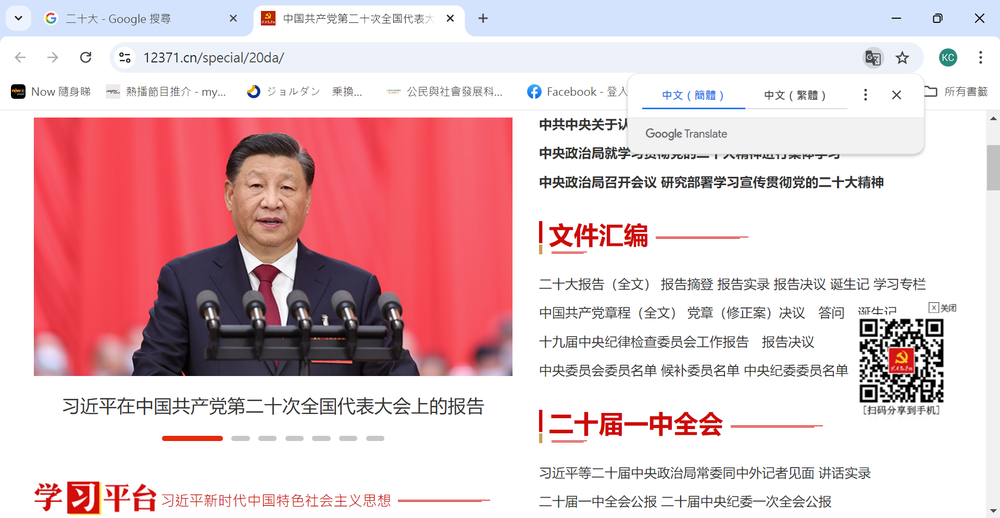 二十大 - Google 搜尋
中国共产党第二十次全国代表大
12371.cn/special/20da/
KC
Now 隨身睇
熱播節目推介 - my...
ジョルダン 乗換...
公民與社會發展科...
Facebook - 登入
所有書籤
中文（簡體）
中文（繁體）
Google Translate
中共中央关于认
中央政治局就学习贯彻党的二十大精神进行集体学习
中央政治局召开会议 研究部署学习宣传贯彻党的二十大精神
文件汇编
二十大报告（全文） 报告摘登 报告实录 报告决议 诞生记 学习专栏
中国共产党章程（全文） 党章（修正案）决议 答问 诞生记
十九届中央纪律检查委员会工作报告 报告决议
中央委员会委员名单 候补委员名单 中央纪委委员名单
x 关闭
[扫码分享到手机]
习近平在中国共产党第二十次全国代表大会上的报告
二十届一中全会
习近平等二十届中央政治局常委同中外记者见面 讲话实录
二十届一中全会公报 二十届中央纪委一次全会公报
学习平台 习近平新时代中国特色社会主义思想